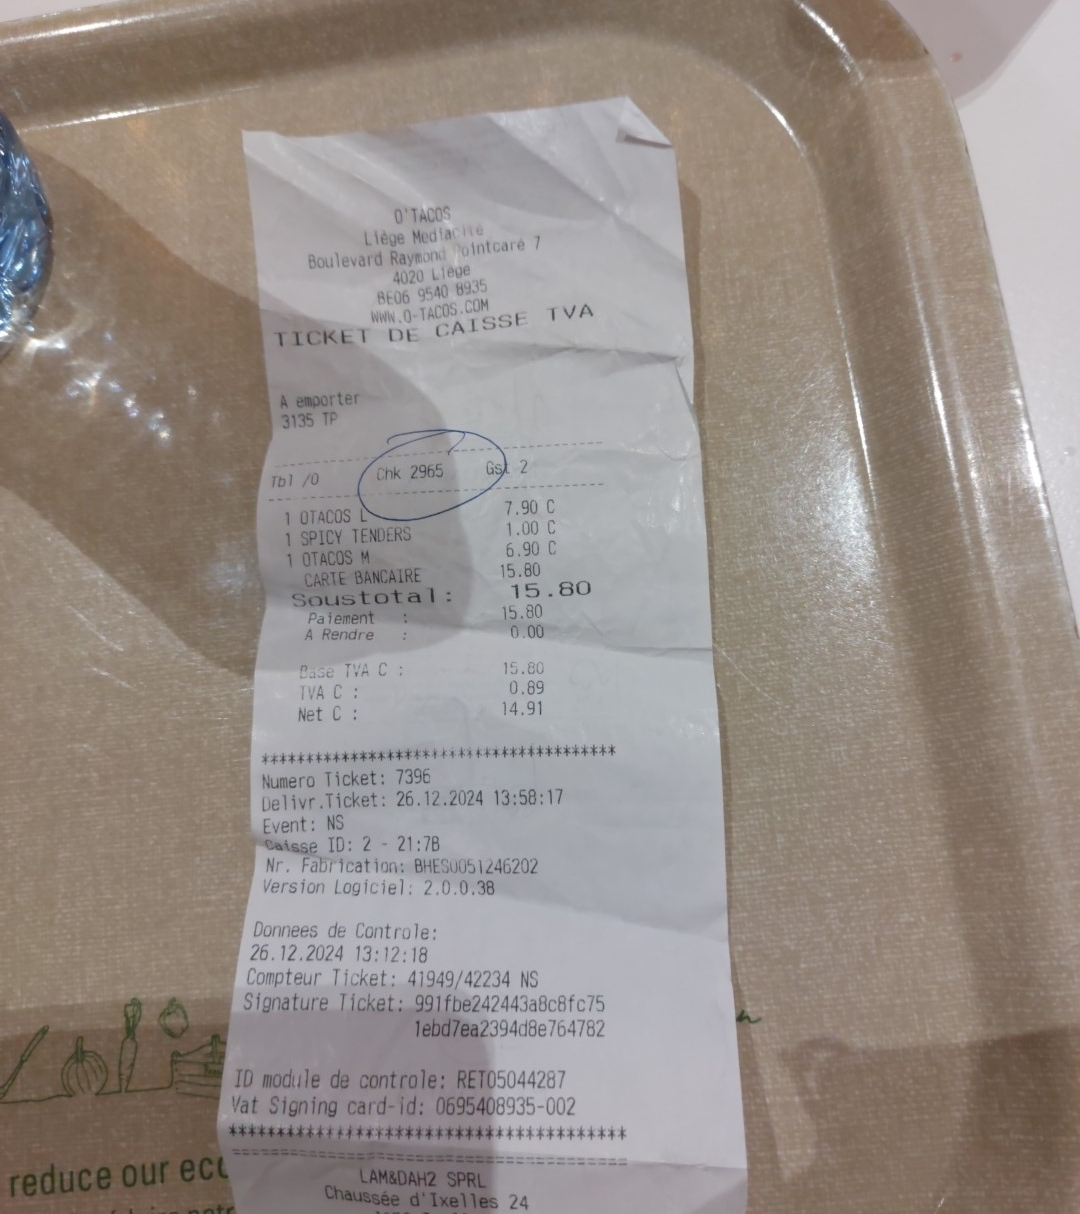 O'TACOS
Liège Mediacité
Boulevard Raymond Pointcaré 7
4020 Liège
BE06 9540 8935
WWW.O-TACOS.COM
TICKET DE CAISSE TVA
A emporter
3135 TP
Tbl /0 Chk 2965 Gst 2
1 OTACOS L 7.90 C
1 SPICY TENDERS 1.00 C
1 OTACOS M 6.90 C
CARTE BANCAIRE 15.80
Soustotal: 15.80
Paiement : 15.80
A Rendre : 0.00
Base TVA C : 15.80
TVA C : 0.89
Net C : 14.91
****************************************
Numero Ticket: 7396
Delivr.Ticket: 26.12.2024 13:58:17
Event: NS
Caisse ID: 2 - 21:7B
Nr. Fabrication: BHES0051246202
Version Logiciel: 2.0.0.38
Donnees de Controle:
26.12.2024 13:12:18
Compteur Ticket: 41949/42234 NS
Signature Ticket: 991fbe242443a8c8fc75
1ebd7ea2394d8e764782
ID module de controle: RET05044287
Vat Signing card-id: 0695408935-002
****************************************
========================================
LAM&DAH2 SPRL
Chaussée d'Ixelles 24
reduce our eco